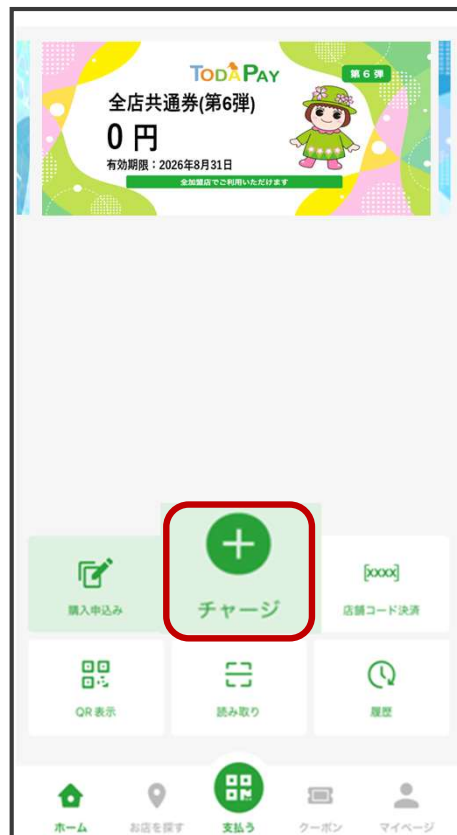 TODAPAY
第6弾
全店共通券(第6弾)
0 円
有効期限：2026年8月31日
全加盟店でご利用いただけます
購入申込み
チャージ
[xxxx]
店舗コード決済
QR表示
読み取り
履歴
ホーム
お店を探す
支払う
クーポン
マイページ